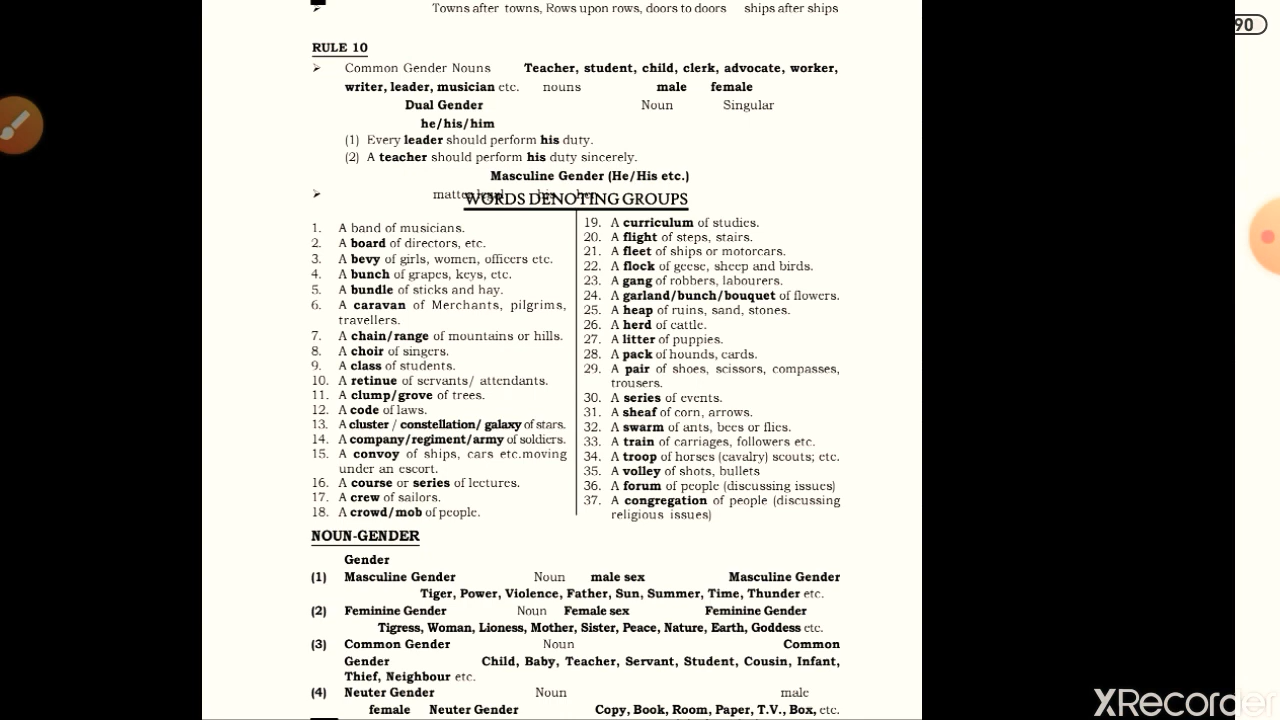 Towns after towns, Rows upon rows, doors to doors ships after ships
90
RULE 10
➢ Common Gender Nouns Teacher, student, child, clerk, advocate, worker,
writer, leader, musician etc. nouns male female
Dual Gender Noun Singular
he/his/him
(1) Every leader should perform his duty.
(2) A teacher should perform his duty sincerely.
Masculine Gender (He/His etc.)
➢ matter legal his her
WORDS DENOTING GROUPS
1. A band of musicians.
2. A board of directors, etc.
3. A bevy of girls, women, officers etc.
4. A bunch of grapes, keys, etc.
5. A bundle of sticks and hay.
6. A caravan of Merchants, pilgrims,
travellers.
7. A chain/range of mountains or hills.
8. A choir of singers.
9. A class of students.
10. A retinue of servants/ attendants.
11. A clump/grove of trees.
12. A code of laws.
13. A cluster / constellation/ galaxy of stars.
14. A company/regiment/army of soldiers.
15. A convoy of ships, cars etc.moving
under an escort.
16. A course or series of lectures.
17. A crew of sailors.
18. A crowd/mob of people.
19. A curriculum of studies.
20. A flight of steps, stairs.
21. A fleet of ships or motorcars.
22. A flock of geese, sheep and birds.
23. A gang of robbers, labourers.
24. A garland/bunch/bouquet of flowers.
25. A heap of ruins, sand, stones.
26. A herd of cattle.
27. A litter of puppies.
28. A pack of hounds, cards.
29. A pair of shoes, scissors, compasses,
trousers.
30. A series of events.
31. A sheaf of corn, arrows.
32. A swarm of ants, bees or flies.
33. A train of carriages, followers etc.
34. A troop of horses (cavalry) scouts; etc.
35. A volley of shots, bullets
36. A forum of people (discussing issues)
37. A congregation of people (discussing
religious issues)
NOUN-GENDER
Gender
(1) Masculine Gender Noun male sex Masculine Gender
Tiger, Power, Violence, Father, Sun, Summer, Time, Thunder etc.
(2) Feminine Gender Noun Female sex Feminine Gender
Tigress, Woman, Lioness, Mother, Sister, Peace, Nature, Earth, Goddess etc.
(3) Common Gender Noun Common
Gender Child, Baby, Teacher, Servant, Student, Cousin, Infant,
Thief, Neighbour etc.
(4) Neuter Gender Noun male
female Neuter Gender Copy, Book, Room, Paper, T.V., Box, etc.
XRecorder